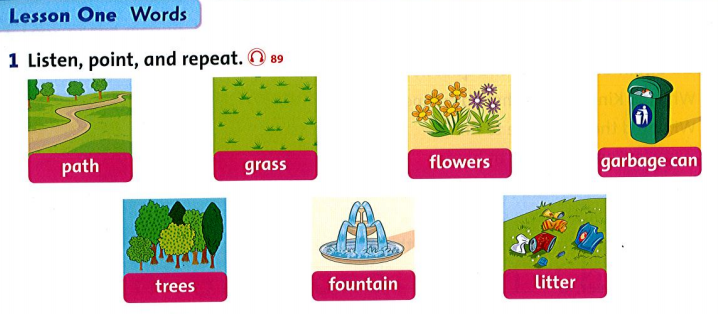 Lesson One Words
1 Listen, point, and repeat. 89
path grass flowers garbage can
trees fountain litter